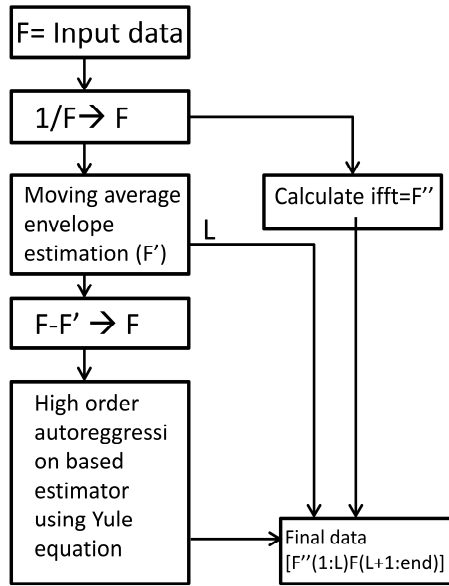 F= Input data
1/F→ F
Moving average
envelope
estimation (F')
L
Calculate ifft=F''
F-F' → F
High order
autoreggressi
on based
estimator
using Yule
equation
Final data
[F''(1:L)F(L+1:end)]